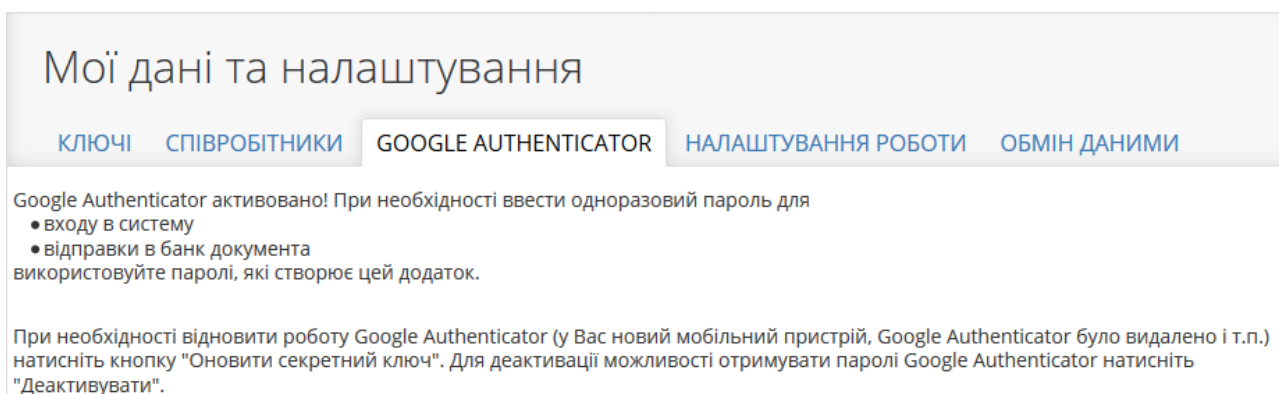 Мої дані та налаштування
КЛЮЧІ СПІВРОБІТНИКИ GOOGLE AUTHENTICATOR НАЛАШТУВАННЯ РОБОТИ ОБМІН ДАНИМИ
Google Authenticator активовано! При необхідності ввести одноразовий пароль для
● входу в систему
● відправки в банк документа
використовуйте паролі, які створює цей додаток.
При необхідності відновити роботу Google Authenticator (у Вас новий мобільний пристрій, Google Authenticator було видалено і т.п.)
натисніть кнопку "Оновити секретний ключ". Для деактивації можливості отримувати паролі Google Authenticator натисніть
"Деактивувати".